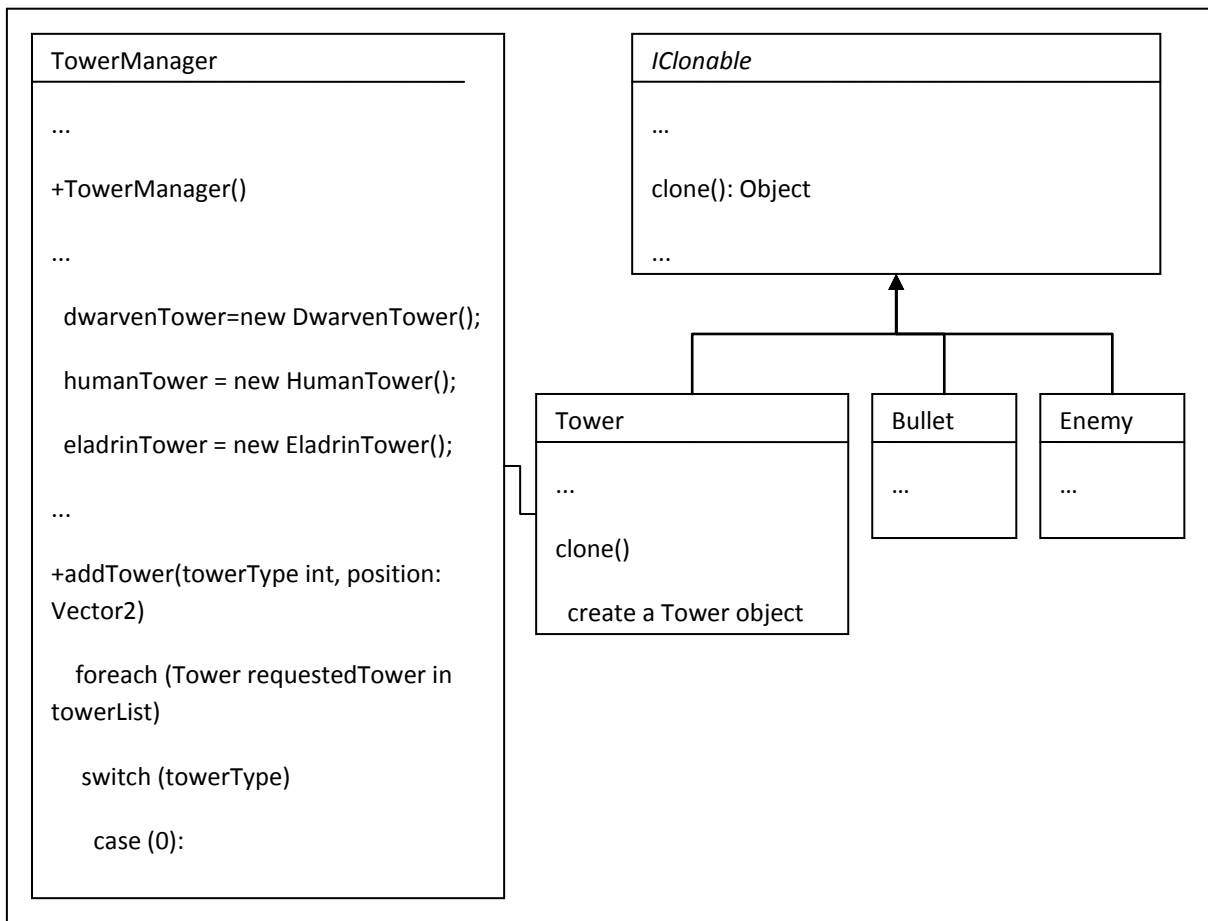 TowerManager
...
+TowerManager()
...
dwarvenTower=new DwarvenTower();
humanTower = new HumanTower();
eladrinTower = new EladrinTower();
...
+addTower(towerType int, position:
Vector2)
foreach (Tower requestedTower in
towerList)
switch (towerType)
case (0):
IClonable
...
clone(): Object
...
Tower
...
clone()
create a Tower object
Bullet
...
Enemy
...